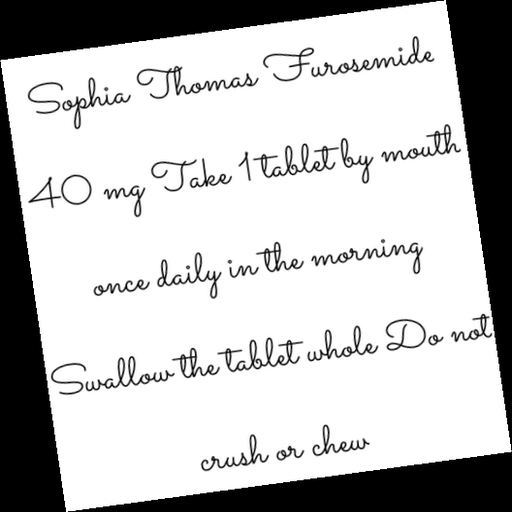 Sophia Thomas Furosemide
40 mg Take 1 tablet by mouth
once daily in the morning
Swallow the tablet whole Do not
crush or chew